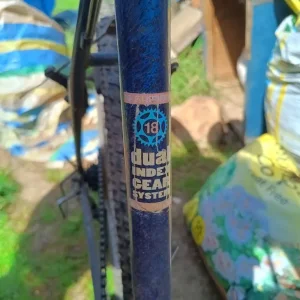 18
dual
INDEX
GEAR
SYSTEM